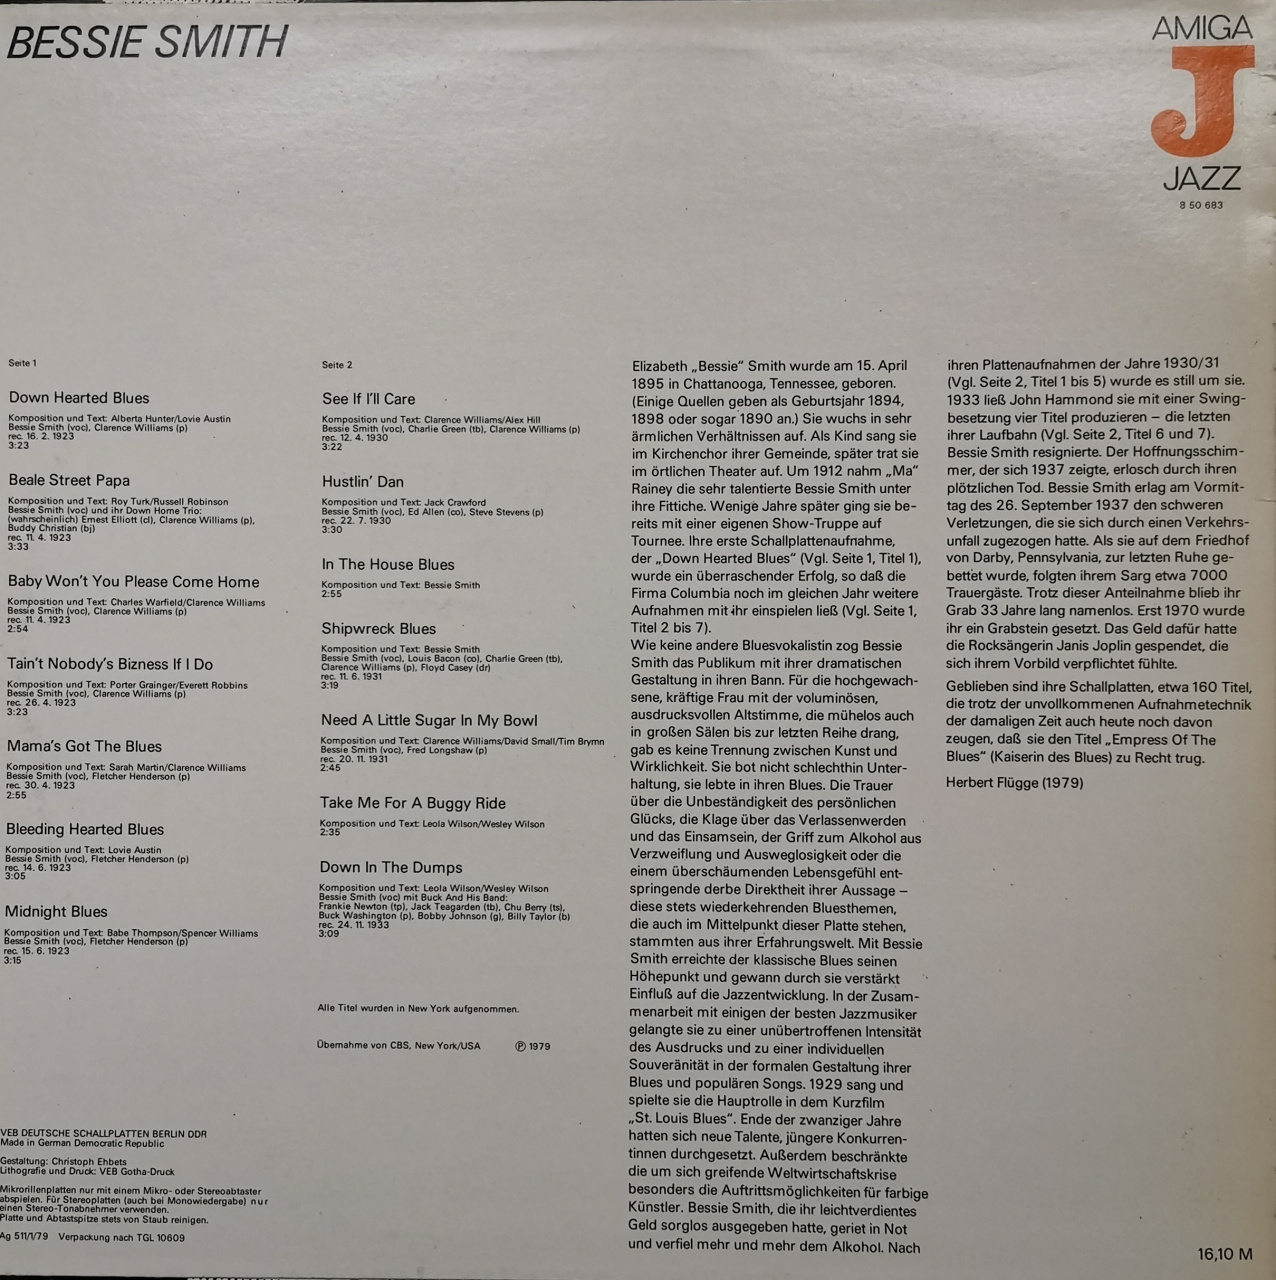 BESSIE SMITH
AMIGA
J
JAZZ
8 50 683
Seite 1
Down Hearted Blues
Komposition und Text: Alberta Hunter/Lovie Austin
Bessie Smith (voc), Clarence Williams (p)
rec. 16. 2. 1923
3:23
Beale Street Papa
Komposition und Text: Roy Turk/Russell Robinson
Bessie Smith (voc) und ihr Down Home Trio:
(wahrscheinlich) Ernest Elliott (cl), Clarence Williams (p),
Buddy Christian (bj)
rec. 11. 4. 1923
3:33
Baby Won't You Please Come Home
Komposition und Text: Charles Warfield/Clarence Williams
Bessie Smith (voc), Clarence Williams (p)
rec. 11. 4. 1923
2:54
Tain't Nobody's Bizness If I Do
Komposition und Text: Porter Grainger/Everett Robbins
Bessie Smith (voc), Clarence Williams (p)
rec. 26. 4. 1923
3:23
Mama's Got The Blues
Komposition und Text: Sarah Martin/Clarence Williams
Bessie Smith (voc), Fletcher Henderson (p)
rec. 30. 4. 1923
2:55
Bleeding Hearted Blues
Komposition und Text: Lovie Austin
Bessie Smith (voc), Fletcher Henderson (p)
rec. 14. 6. 1923
3:05
Midnight Blues
Komposition und Text: Babe Thompson/Spencer Williams
Bessie Smith (voc), Fletcher Henderson (p)
rec. 15. 6. 1923
3:15
VEB DEUTSCHE SCHALLPLATTEN BERLIN DDR
Made in German Democratic Republic
Gestaltung: Christoph Ehbets
Lithografie und Druck: VEB Gotha-Druck
Mikrorillenplatten nur mit einem Mikro- oder Stereoabtaster
abspielen. Für Stereoplatten (auch bei Monowiedergabe) nur
einen Stereo-Tonabnehmer verwenden.
Platte und Abtastspitze stets von Staub reinigen.
Ag 511/1/79 Verpackung nach TGL 10609
Seite 2
See If I'll Care
Komposition und Text: Clarence Williams/Alex Hill
Bessie Smith (voc), Charlie Green (tb), Clarence Williams (p)
rec. 12. 4. 1930
3:22
Hustlin' Dan
Komposition und Text: Jack Crawford
Bessie Smith (voc), Ed Allen (co), Steve Stevens (p)
rec. 22. 7. 1930
3:30
In The House Blues
Komposition und Text: Bessie Smith
2:55
Shipwreck Blues
Komposition und Text: Bessie Smith
Bessie Smith (voc), Louis Bacon (co), Charlie Green (tb),
Clarence Williams (p), Floyd Casey (dr)
rec. 11. 6. 1931
3:19
Need A Little Sugar In My Bowl
Komposition und Text: Clarence Williams/David Small/Tim Brymn
Bessie Smith (voc), Fred Longshaw (p)
rec. 20. 11. 1931
2:45
Take Me For A Buggy Ride
Komposition und Text: Leola Wilson/Wesley Wilson
2:35
Down In The Dumps
Komposition und Text: Leola Wilson/Wesley Wilson
Bessie Smith (voc) mit Buck And His Band:
Frankie Newton (tp), Jack Teagarden (tb), Chu Berry (ts),
Buck Washington (p), Bobby Johnson (g), Billy Taylor (b)
rec. 24. 11. 1933
3:09
Alle Titel wurden in New York aufgenommen.
Übernahme von CBS, New York/USA ℗ 1979
Elizabeth „Bessie“ Smith wurde am 15. April
1895 in Chattanooga, Tennessee, geboren.
(Einige Quellen geben als Geburtsjahr 1894,
1898 oder sogar 1890 an.) Sie wuchs in sehr
ärmlichen Verhältnissen auf. Als Kind sang sie
im Kirchenchor ihrer Gemeinde, später trat sie
im örtlichen Theater auf. Um 1912 nahm „Ma“
Rainey die sehr talentierte Bessie Smith unter
ihre Fittiche. Wenige Jahre später ging sie be-
reits mit einer eigenen Show-Truppe auf
Tournee. Ihre erste Schallplattenaufnahme,
der „Down Hearted Blues“ (Vgl. Seite 1, Titel 1),
wurde ein überraschender Erfolg, so daß die
Firma Columbia noch im gleichen Jahr weitere
Aufnahmen mit ihr einspielen ließ (Vgl. Seite 1,
Titel 2 bis 7).
Wie keine andere Bluesvokalistin zog Bessie
Smith das Publikum mit ihrer dramatischen
Gestaltung in ihren Bann. Für die hochgewach-
sene, kräftige Frau mit der voluminösen,
ausdrucksvollen Altstimme, die mühelos auch
in großen Sälen bis zur letzten Reihe drang,
gab es keine Trennung zwischen Kunst und
Wirklichkeit. Sie bot nicht schlechthin Unter-
haltung, sie lebte in ihren Blues. Die Trauer
über die Unbeständigkeit des persönlichen
Glücks, die Klage über das Verlassenwerden
und das Einsamsein, der Griff zum Alkohol aus
Verzweiflung und Ausweglosigkeit oder die
einem überschäumenden Lebensgefühl ent-
springende derbe Direktheit ihrer Aussage –
diese stets wiederkehrenden Bluesthemen,
die auch im Mittelpunkt dieser Platte stehen,
stammten aus ihrer Erfahrungswelt. Mit Bessie
Smith erreichte der klassische Blues seinen
Höhepunkt und gewann durch sie verstärkt
Einfluß auf die Jazzentwicklung. In der Zusam-
menarbeit mit einigen der besten Jazzmusiker
gelangte sie zu einer unübertroffenen Intensität
des Ausdrucks und zu einer individuellen
Souveränität in der formalen Gestaltung ihrer
Blues und populären Songs. 1929 sang und
spielte sie die Hauptrolle in dem Kurzfilm
„St. Louis Blues“. Ende der zwanziger Jahre
hatten sich neue Talente, jüngere Konkurren-
tinnen durchgesetzt. Außerdem beschränkte
die um sich greifende Weltwirtschaftskrise
besonders die Auftrittsmöglichkeiten für farbige
Künstler. Bessie Smith, die ihr leichtverdientes
Geld sorglos ausgegeben hatte, geriet in Not
und verfiel mehr und mehr dem Alkohol. Nach
ihren Plattenaufnahmen der Jahre 1930/31
(Vgl. Seite 2, Titel 1 bis 5) wurde es still um sie.
1933 ließ John Hammond sie mit einer Swing-
besetzung vier Titel produzieren – die letzten
ihrer Laufbahn (Vgl. Seite 2, Titel 6 und 7).
Bessie Smith resignierte. Der Hoffnungsschim-
mer, der sich 1937 zeigte, erlosch durch ihren
plötzlichen Tod. Bessie Smith erlag am Vormit-
tag des 26. September 1937 den schweren
Verletzungen, die sie sich durch einen Verkehrs-
unfall zugezogen hatte. Als sie auf dem Friedhof
von Darby, Pennsylvania, zur letzten Ruhe ge-
bettet wurde, folgten ihrem Sarg etwa 7000
Trauergäste. Trotz dieser Anteilnahme blieb ihr
Grab 33 Jahre lang namenlos. Erst 1970 wurde
ihr ein Grabstein gesetzt. Das Geld dafür hatte
die Rocksängerin Janis Joplin gespendet, die
sich ihrem Vorbild verpflichtet fühlte.
Geblieben sind ihre Schallplatten, etwa 160 Titel,
die trotz der unvollkommenen Aufnahmetechnik
der damaligen Zeit auch heute noch davon
zeugen, daß sie den Titel „Empress Of The
Blues“ (Kaiserin des Blues) zu Recht trug.
Herbert Flügge (1979)
16,10 M